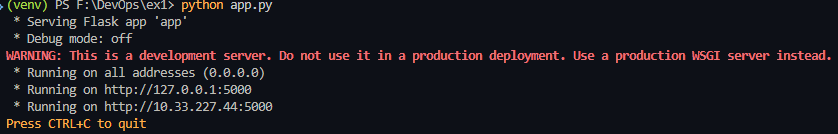 (venv) PS F:\DevOps\ex1> python app.py
 * Serving Flask app 'app'
 * Debug mode: off
WARNING: This is a development server. Do not use it in a production deployment. Use a production WSGI server instead.
 * Running on all addresses (0.0.0.0)
 * Running on http://127.0.0.1:5000
 * Running on http://10.33.227.44:5000
Press CTRL+C to quit